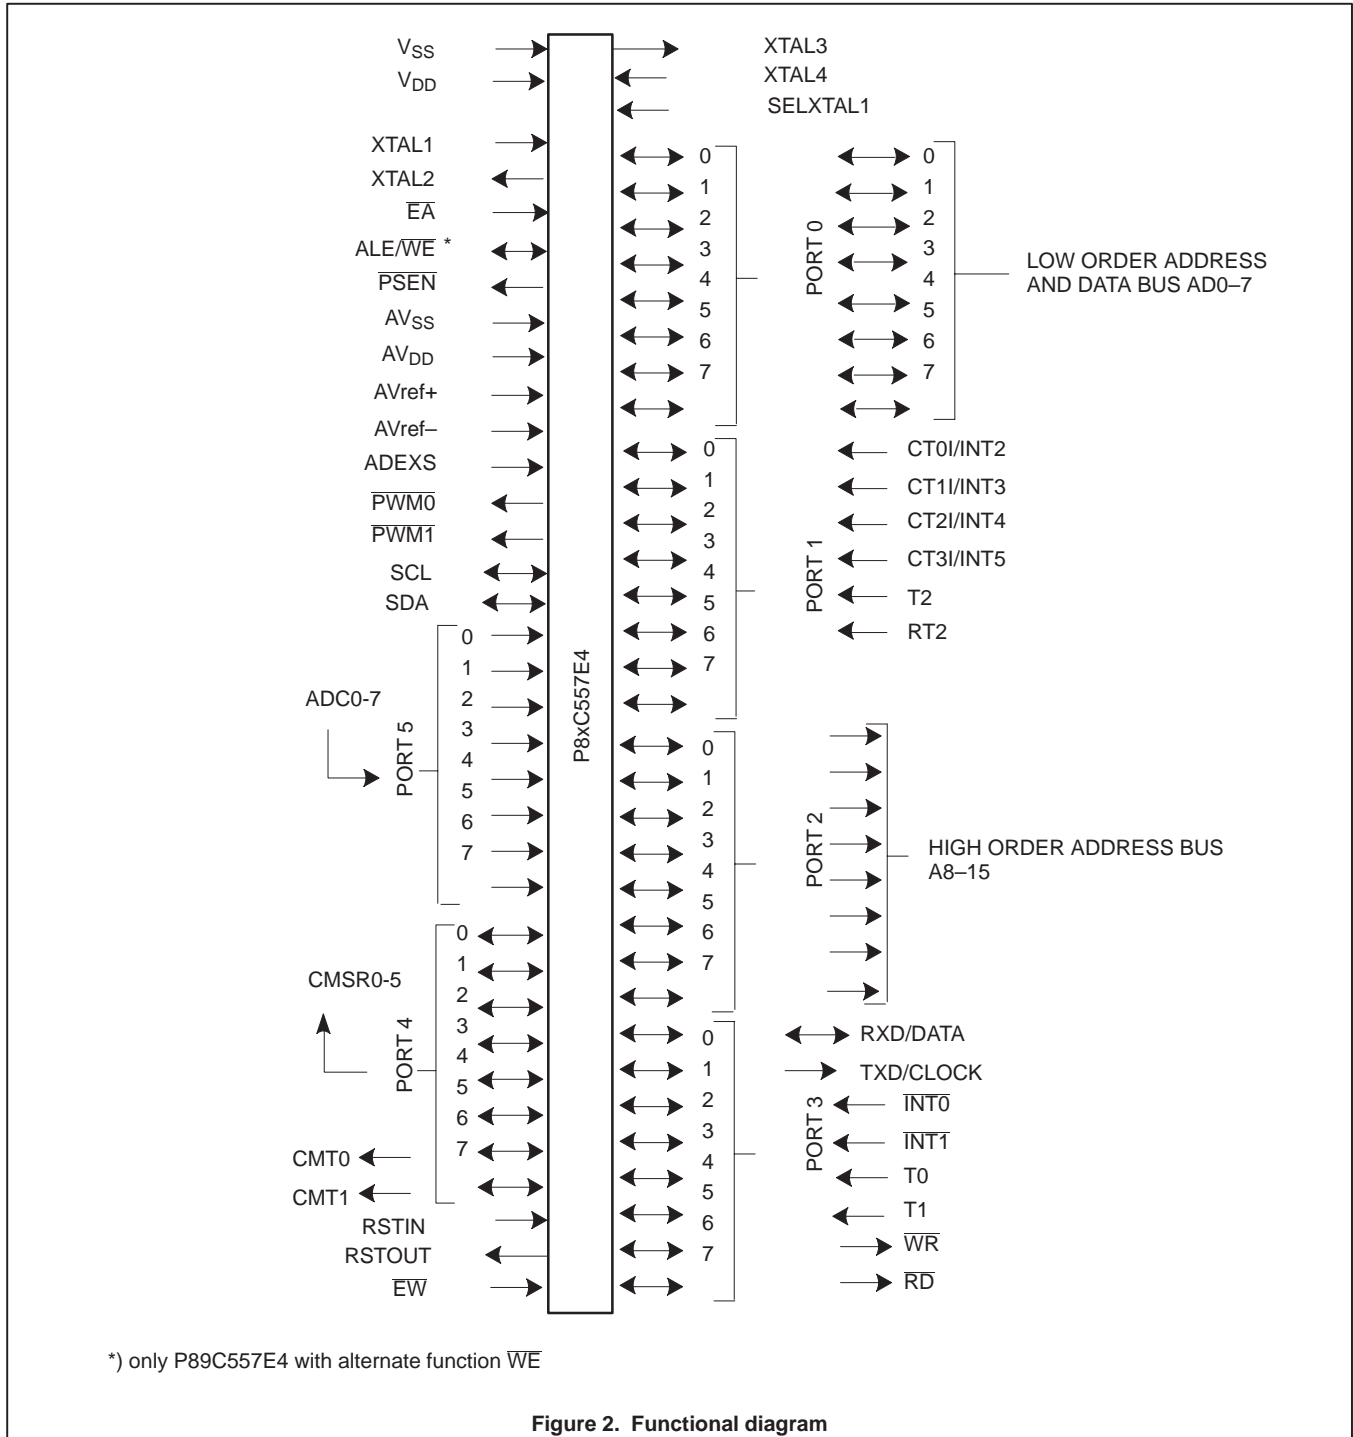 VSS
VDD
XTAL1
XTAL2
EA
ALE/WE *
PSEN
AVSS
AVDD
AVref+
AVref–
ADEXS
PWM0
PWM1
SCL
SDA
ADC0-7
PORT 5
0
1
2
3
4
5
6
7
CMSR0-5
PORT 4
0
1
2
3
4
5
6
7
CMT0
CMT1
RSTIN
RSTOUT
EW
P8xC557E4
XTAL3
XTAL4
SELXTAL1
0
1
2
3
4
5
6
7
PORT 0
0
1
2
3
4
5
6
7
LOW ORDER ADDRESS
AND DATA BUS AD0–7
0
1
2
3
4
5
6
7
PORT 1
CT0I/INT2
CT1I/INT3
CT2I/INT4
CT3I/INT5
T2
RT2
0
1
2
3
4
5
6
7
PORT 2
HIGH ORDER ADDRESS BUS
A8–15
0
1
2
3
4
5
6
7
PORT 3
RXD/DATA
TXD/CLOCK
INT0
INT1
T0
T1
WR
RD
*) only P89C557E4 with alternate function WE
Figure 2. Functional diagram